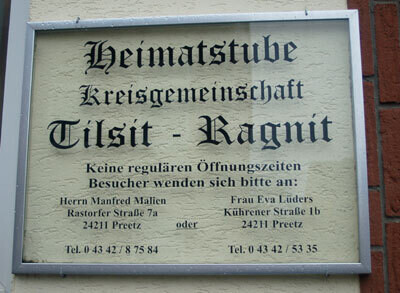 Heimatstube
Kreisgemeinschaft
Tilsit - Ragnit
Keine regulären Öffnungszeiten
Besucher wenden sich bitte an:
Herrn Manfred Malien
Rastorfer Straße 7a
24211 Preetz
oder
Frau Eva Lüders
Kührener Straße 1b
24211 Preetz
Tel. 0 43 42 / 8 75 84
Tel. 0 43 42 / 53 35